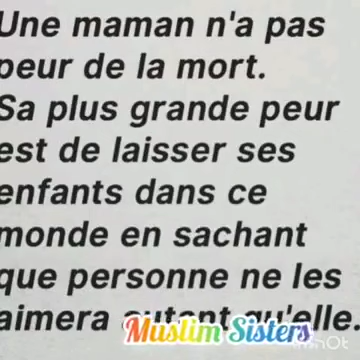 Une maman n'a pas
peur de la mort.
Sa plus grande peur
est de laisser ses
enfants dans ce
monde en sachant
que personne ne les
aimera autant qu'elle.
Muslim Sisters